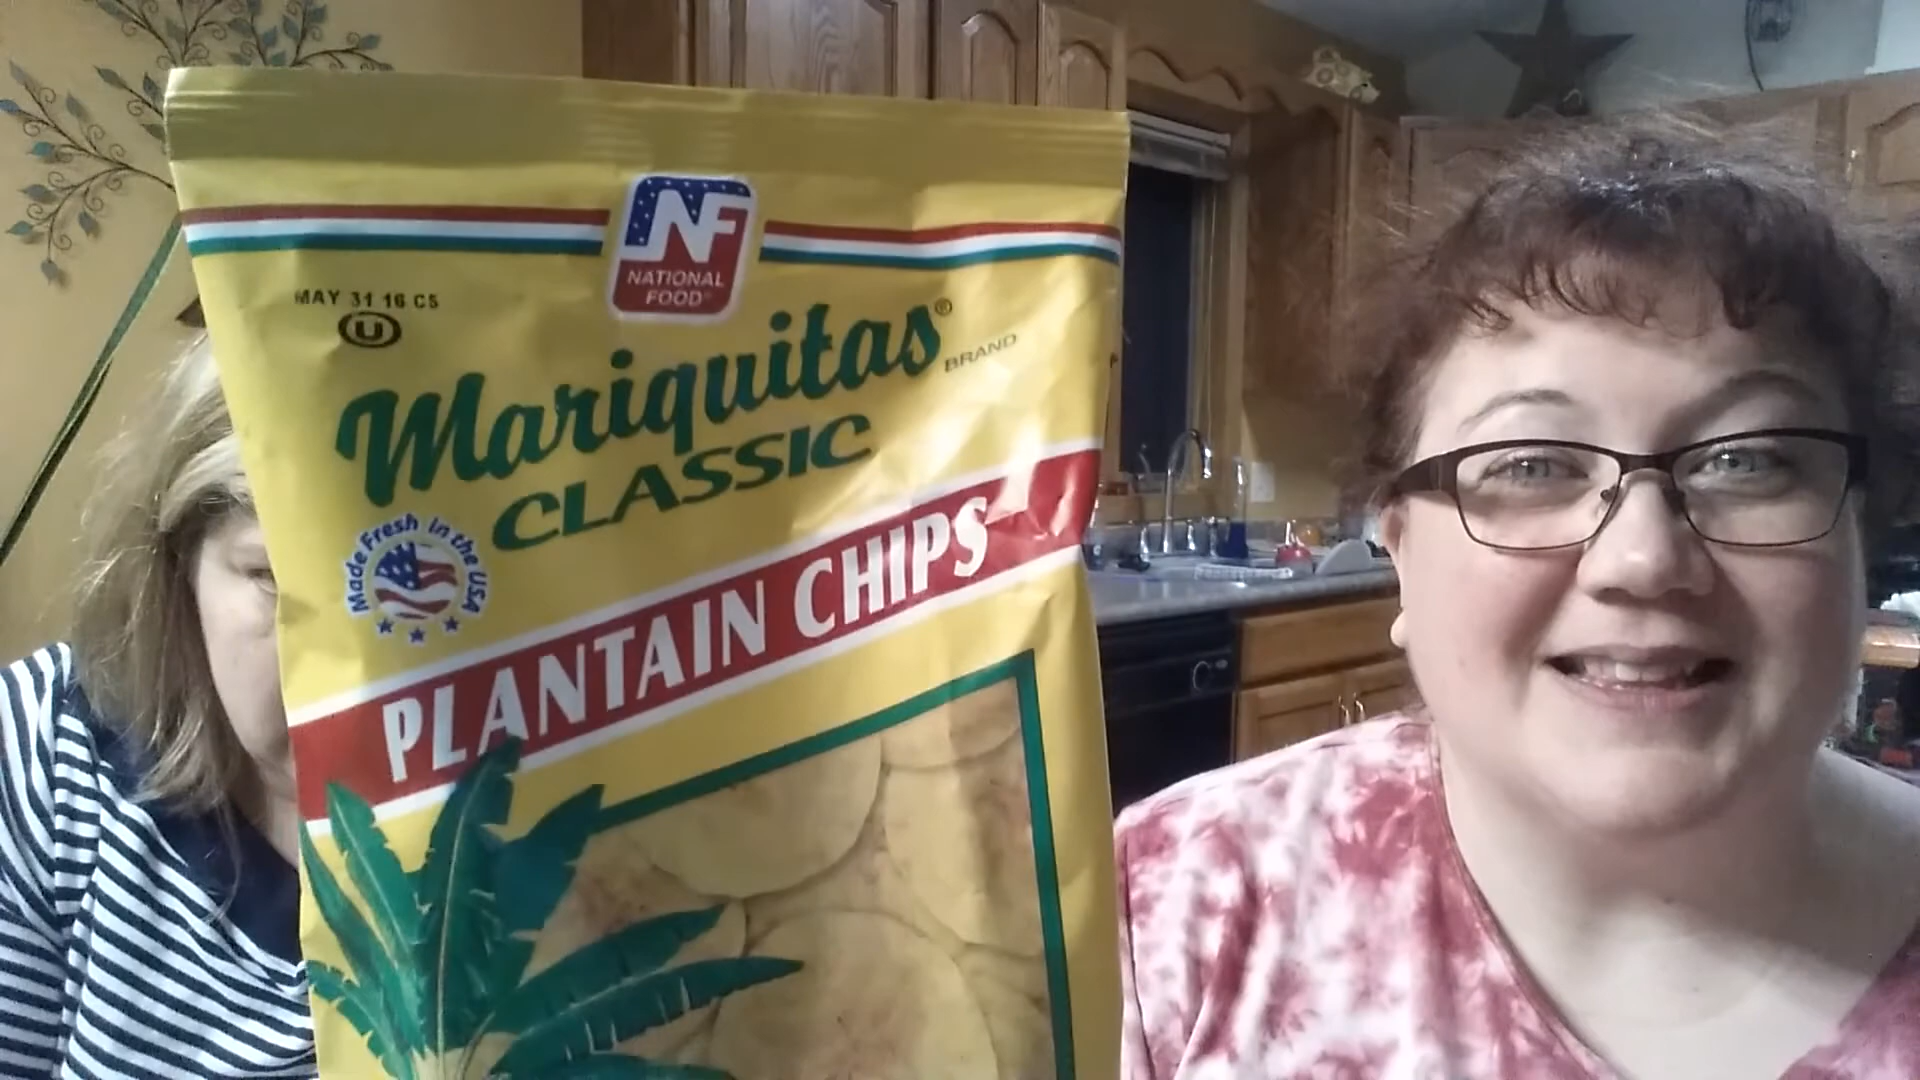 NF
NATIONAL
FOOD®
MAY 31 16 C5
U
Mariquitas®
BRAND
CLASSIC
Made Fresh in the USA
PLANTAIN CHIPS